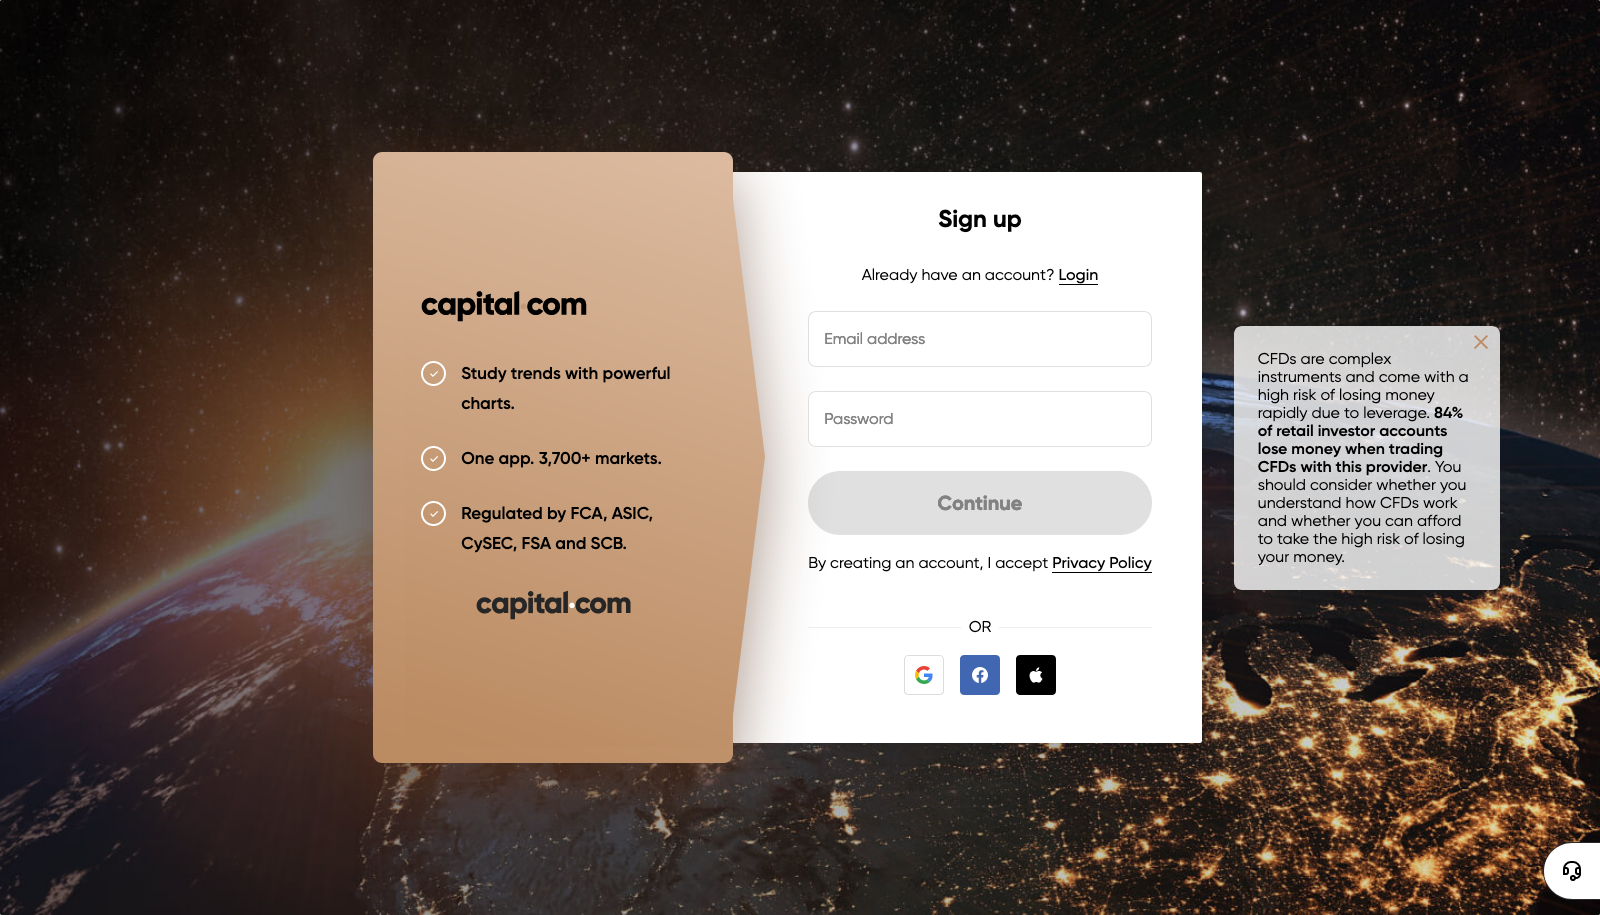 capital com
Study trends with powerful
charts.
One app. 3,700+ markets.
Regulated by FCA, ASIC,
CySEC, FSA and SCB.
capital.com
Sign up
Already have an account? Login
Email address
Password
Continue
By creating an account, I accept Privacy Policy
OR
CFDs are complex
instruments and come with a
high risk of losing money
rapidly due to leverage. 84%
of retail investor accounts
lose money when trading
CFDs with this provider. You
should consider whether you
understand how CFDs work
and whether you can afford
to take the high risk of losing
your money.